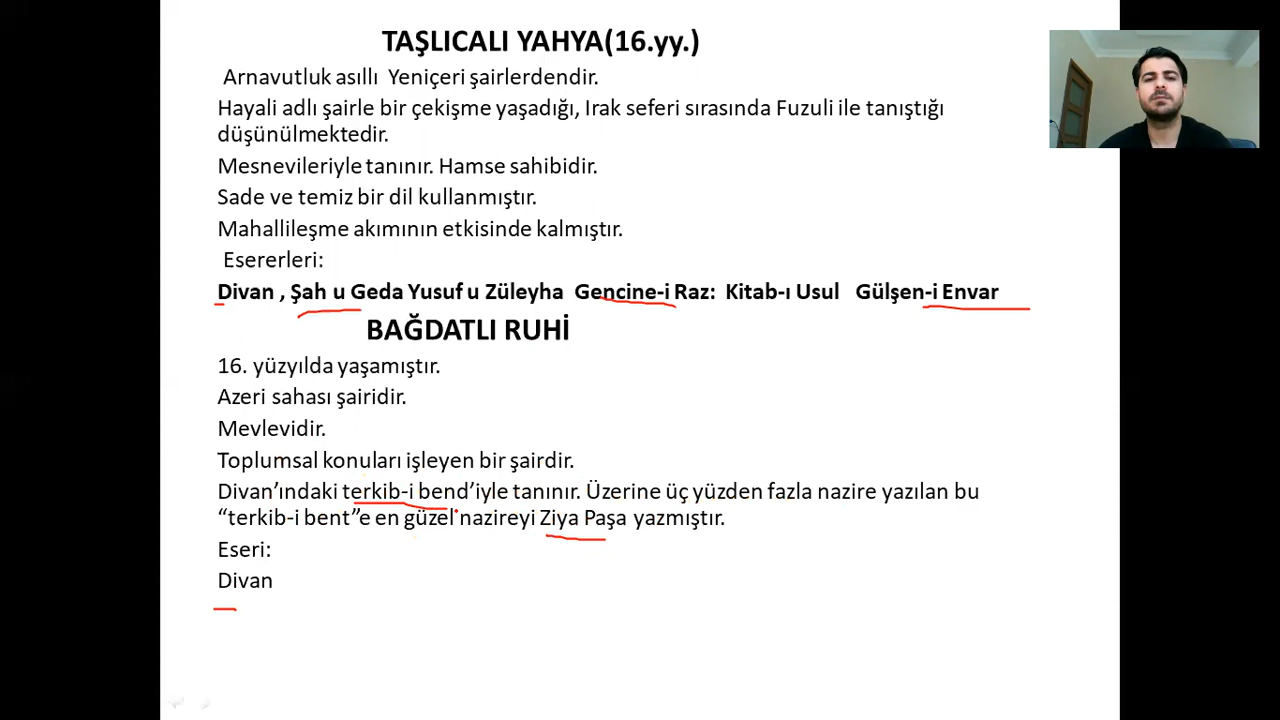 TAŞLICALI YAHYA(16.yy.)
Arnavutluk asıllı Yeniçeri şairlerdendir.
Hayali adlı şairle bir çekişme yaşadığı, Irak seferi sırasında Fuzuli ile tanıştığı
düşünülmektedir.
Mesnevileriyle tanınır. Hamse sahibidir.
Sade ve temiz bir dil kullanmıştır.
Mahallileşme akımının etkisinde kalmıştır.
Esererleri:
Divan , Şah u Geda Yusuf u Züleyha Gencine-i Raz: Kitab-ı Usul Gülşen-i Envar
BAĞDATLI RUHİ
16. yüzyılda yaşamıştır.
Azeri sahası şairidir.
Mevlevidir.
Toplumsal konuları işleyen bir şairdir.
Divan’ındaki terkib-i bend’iyle tanınır. Üzerine üç yüzden fazla nazire yazılan bu
“terkib-i bent”e en güzel nazireyi Ziya Paşa yazmıştır.
Eseri:
Divan